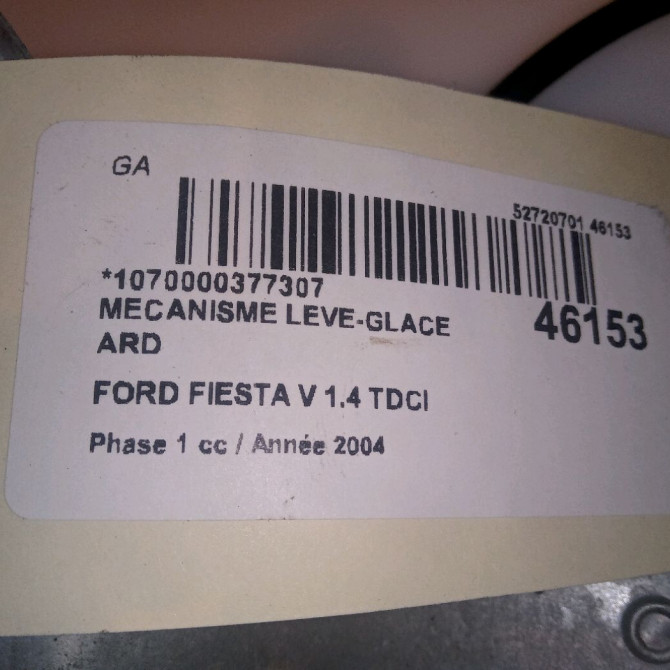 GA
52720701 46153
*1070000377307
MECANISME LEVE-GLACE
ARD
46153
FORD FIESTA V 1.4 TDCI
Phase 1 cc / Année 2004